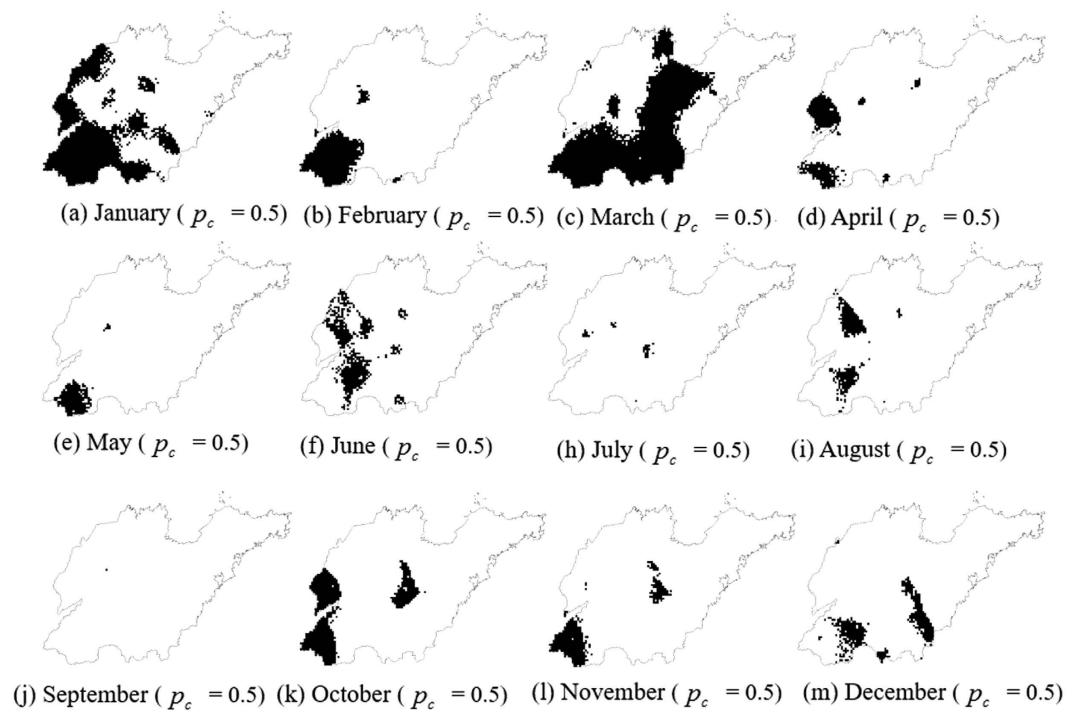 (a) January ( p_c = 0.5) (b) February ( p_c = 0.5) (c) March ( p_c = 0.5) (d) April ( p_c = 0.5)
(e) May ( p_c = 0.5) (f) June ( p_c = 0.5) (h) July ( p_c = 0.5) (i) August ( p_c = 0.5)
(j) September ( p_c = 0.5) (k) October ( p_c = 0.5) (l) November ( p_c = 0.5) (m) December ( p_c = 0.5)